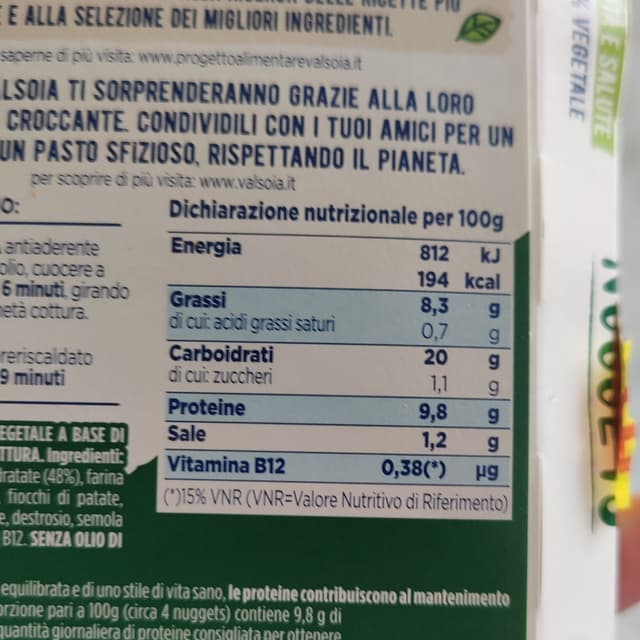 E ALLA SELEZIONE DEI MIGLIORI INGREDIENTI.
saperne di più visita: www.progettoalimentarevalsoia.it
LSOIA TI SORPRENDERANNO GRAZIE ALLA LORO
CROCCANTE. CONDIVIDILI CON I TUOI AMICI PER UN
UN PASTO SFIZIOSO, RISPETTANDO IL PIANETA.
per scoprire di più visita: www.valsoia.it
O:
antiaderente
olio, cuocere a
6 minuti, girando
metà cottura.
reriscaldato
9 minuti
Dichiarazione nutrizionale per 100g
Energia 812 kJ
194 kcal
Grassi 8,3 g
di cui: acidi grassi saturi 0,7 g
Carboidrati 20 g
di cui: zuccheri 1,1 g
Proteine 9,8 g
Sale 1,2 g
Vitamina B12 0,38(*) µg
(*)15% VNR (VNR=Valore Nutritivo di Riferimento)
EGETALE A BASE DI
TTURA. Ingredienti:
dratate (48%), farina
fiocchi di patate,
e, destrosio, semola
B12. SENZA OLIO DI
equilibrata e di uno stile di vita sano, le proteine contribuiscono al mantenimento
orzione pari a 100g (circa 4 nuggets) contiene 9,8 g di
quantità giornaliera di proteine consigliata per ottenere
% VEGETALE
E SALUTE